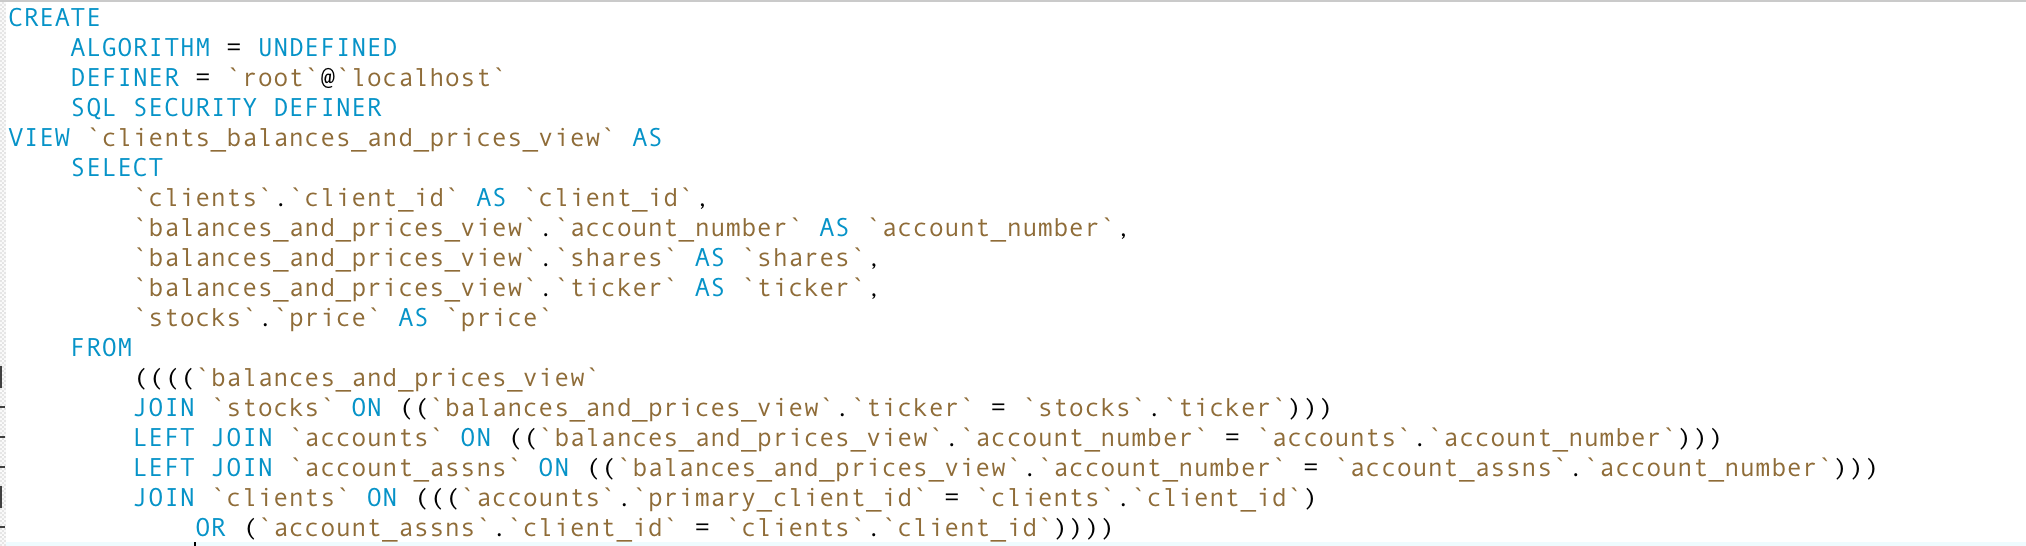 CREATE
    ALGORITHM = UNDEFINED
    DEFINER = `root`@`localhost`
    SQL SECURITY DEFINER
VIEW `clients_balances_and_prices_view` AS
    SELECT
        `clients`.`client_id` AS `client_id`,
        `balances_and_prices_view`.`account_number` AS `account_number`,
        `balances_and_prices_view`.`shares` AS `shares`,
        `balances_and_prices_view`.`ticker` AS `ticker`,
        `stocks`.`price` AS `price`
    FROM
        ((((`balances_and_prices_view`
        JOIN `stocks` ON ((`balances_and_prices_view`.`ticker` = `stocks`.`ticker`)))
        LEFT JOIN `accounts` ON ((`balances_and_prices_view`.`account_number` = `accounts`.`account_number`)))
        LEFT JOIN `account_assns` ON ((`balances_and_prices_view`.`account_number` = `account_assns`.`account_number`)))
        JOIN `clients` ON (((`accounts`.`primary_client_id` = `clients`.`client_id`)
            OR (`account_assns`.`client_id` = `clients`.`client_id`))))